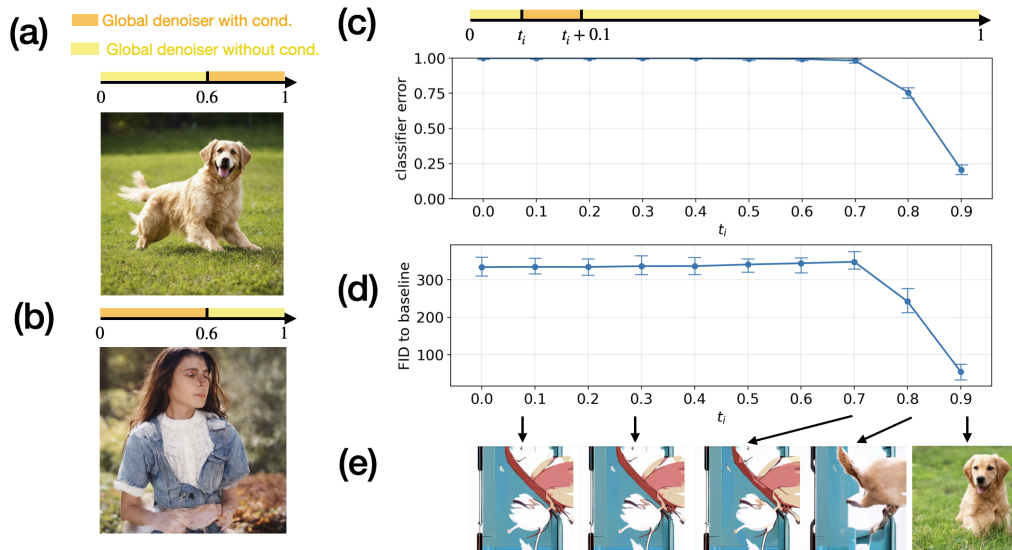 (a)
Global denoiser with cond.
Global denoiser without cond.
0 0.6 1
(b)
0 0.6 1
(c)
0 t_i t_i + 0.1 1
classifier error
1.00
0.75
0.50
0.25
0.00
0.0 0.1 0.2 0.3 0.4 0.5 0.6 0.7 0.8 0.9
t_i
(d)
FID to baseline
300
200
100
0.0 0.1 0.2 0.3 0.4 0.5 0.6 0.7 0.8 0.9
t_i
(e)